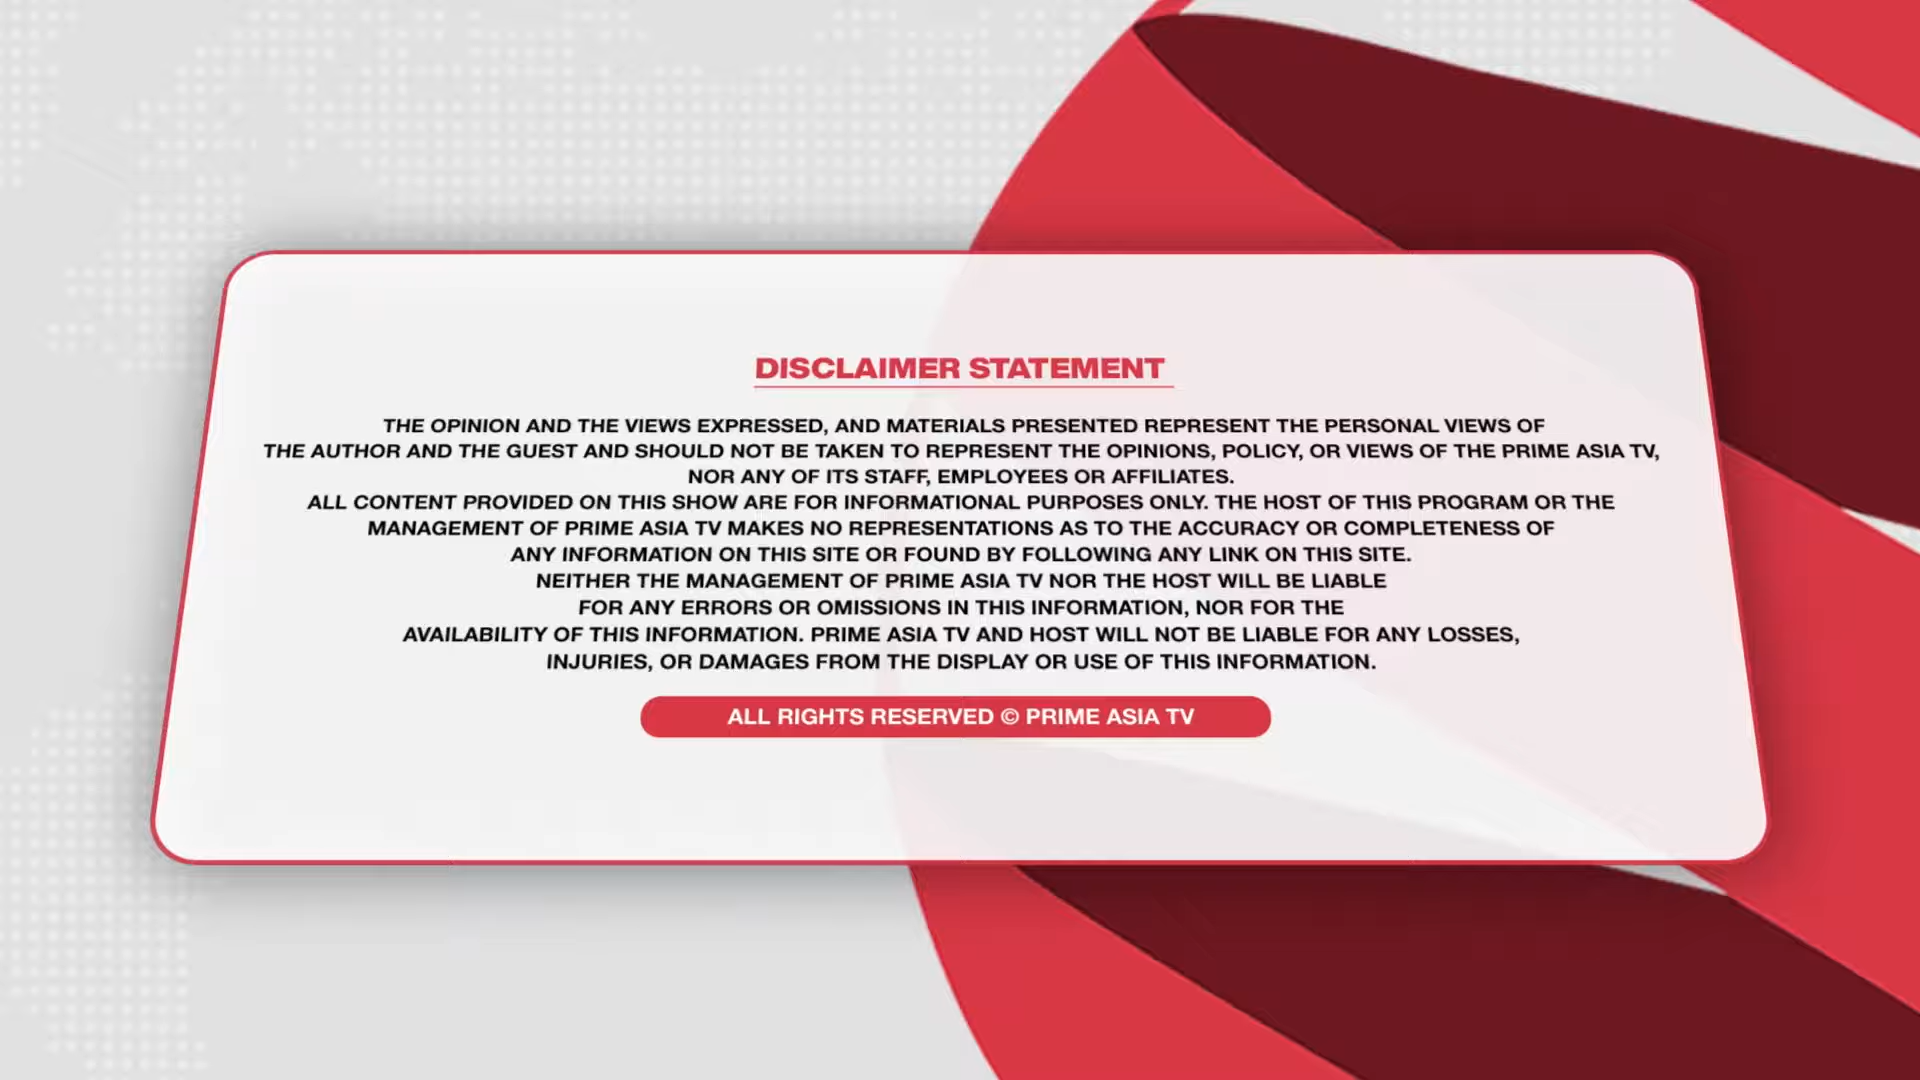 DISCLAIMER STATEMENT
THE OPINION AND THE VIEWS EXPRESSED, AND MATERIALS PRESENTED REPRESENT THE PERSONAL VIEWS OF
THE AUTHOR AND THE GUEST AND SHOULD NOT BE TAKEN TO REPRESENT THE OPINIONS, POLICY, OR VIEWS OF THE PRIME ASIA TV,
NOR ANY OF ITS STAFF, EMPLOYEES OR AFFILIATES.
ALL CONTENT PROVIDED ON THIS SHOW ARE FOR INFORMATIONAL PURPOSES ONLY. THE HOST OF THIS PROGRAM OR THE
MANAGEMENT OF PRIME ASIA TV MAKES NO REPRESENTATIONS AS TO THE ACCURACY OR COMPLETENESS OF
ANY INFORMATION ON THIS SITE OR FOUND BY FOLLOWING ANY LINK ON THIS SITE.
NEITHER THE MANAGEMENT OF PRIME ASIA TV NOR THE HOST WILL BE LIABLE
FOR ANY ERRORS OR OMISSIONS IN THIS INFORMATION, NOR FOR THE
AVAILABILITY OF THIS INFORMATION. PRIME ASIA TV AND HOST WILL NOT BE LIABLE FOR ANY LOSSES,
INJURIES, OR DAMAGES FROM THE DISPLAY OR USE OF THIS INFORMATION.
ALL RIGHTS RESERVED © PRIME ASIA TV